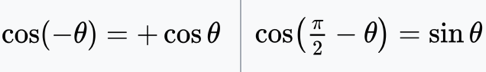 cos(−θ) = + cos θ
cos(π/2 − θ) = sin θ